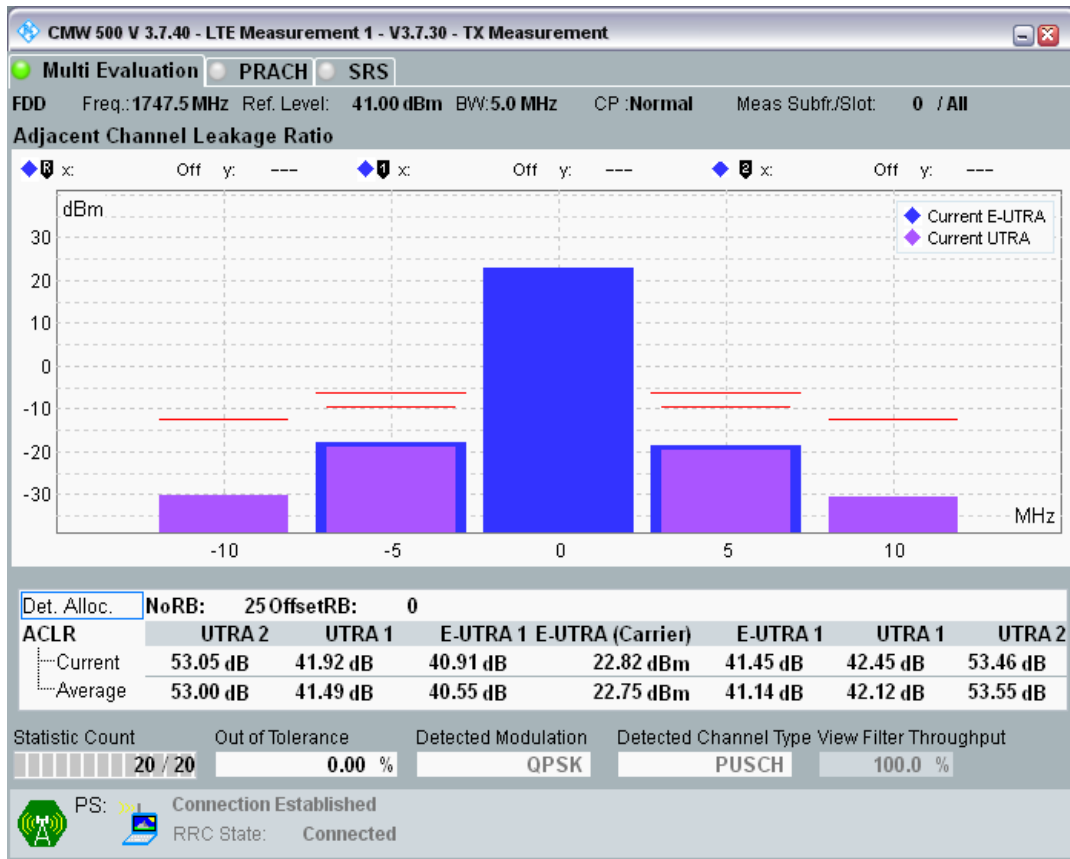 CMW 500 V 3.7.40 - LTE Measurement 1 - V3.7.30 - TX Measurement
Multi Evaluation PRACH SRS
FDD Freq.:1747.5 MHz Ref. Level: 41.00 dBm BW:5.0 MHz CP :Normal Meas Subfr./Slot: 0 / All
Adjacent Channel Leakage Ratio
R x: Off y: --- 1 x: Off y: --- 2 x: Off y: ---
dBm
Current E-UTRA
Current UTRA
30
20
10
0
-10
-20
-30
MHz
-10 -5 0 5 10
Det. Alloc. NoRB: 25 OffsetRB: 0
ACLR UTRA 2 UTRA 1 E-UTRA 1 E-UTRA (Carrier) E-UTRA 1 UTRA 1 UTRA 2
Current 53.05 dB 41.92 dB 40.91 dB 22.82 dBm 41.45 dB 42.45 dB 53.46 dB
Average 53.00 dB 41.49 dB 40.55 dB 22.75 dBm 41.14 dB 42.12 dB 53.55 dB
Statistic Count Out of Tolerance Detected Modulation Detected Channel Type View Filter Throughput
20 / 20 0.00 % QPSK PUSCH 100.0 %
PS: Connection Established
RRC State: Connected